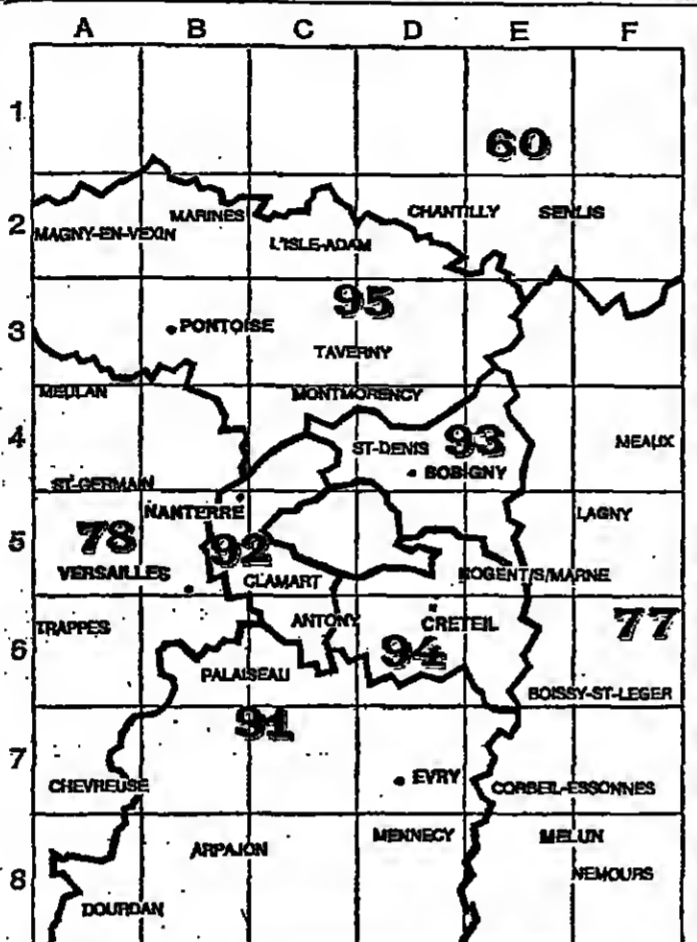 A B C D E F
1
60
2
CHANTILLY SENLIS
MARINES
MAGNY-EN-VEXIN
L'ISLE-ADAM
95
3
PONTOISE
TAVERNY
MEULAN
MONTMORENCY
4
93
MEAUX
ST-DENIS
BOBIGNY
ST-GERMAIN
NANTERRE
LAGNY
5
78
92
VERSAILLES
CLAMART
NOGENT/S/MARNE
ANTONY
CRETEIL
77
TRAPPES
6
94
PALAISEAU
BOISSY-ST-LEGER
91
7
EVRY
CHEVREUSE
CORBEIL-ESSONNES
MENNECY
MELUN
ARPAJON
8
NEMOURS
DOURDAN